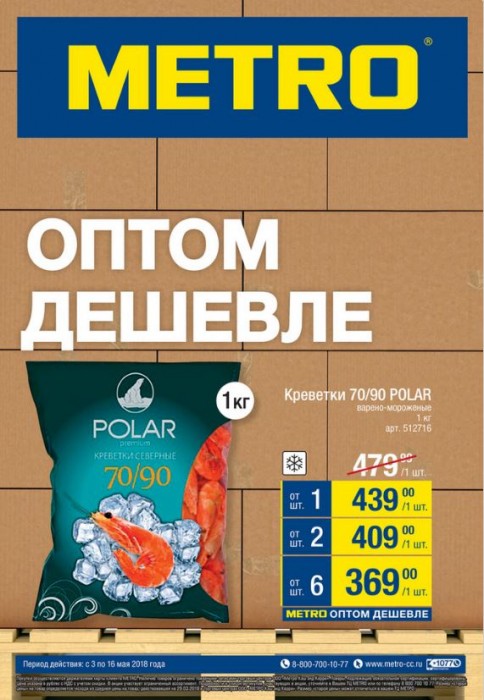 METRO®
ОПТОМ
ДЕШЕВЛЕ
1 кг
POLAR
premium
КРЕВЕТКИ СЕВЕРНЫЕ
70/90
Креветки 70/90 POLAR
варено-мороженые
1 кг
арт. 512716
479 /1 шт.
от шт. 1 439 00 /1 шт.
от шт. 2 409 00 /1 шт.
от шт. 6 369 00 /1 шт.
METRO ОПТОМ ДЕШЕВЛЕ
Период действия: с 3 по 16 мая 2018 года
8-800-700-10-77 www.metro-cc.ru 1077